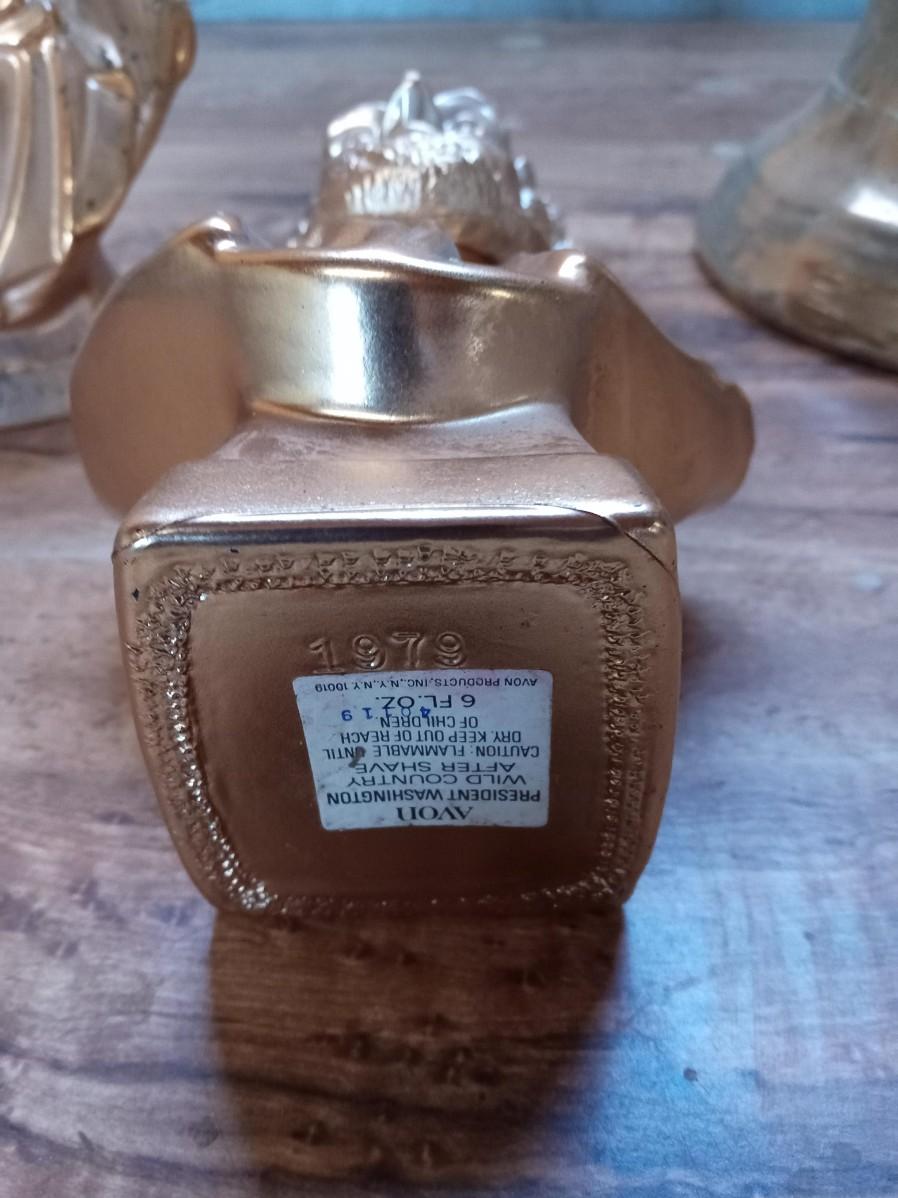 1979
AVON
PRESIDENT WASHINGTON
WILD COUNTRY
AFTER SHAVE
CAUTION: FLAMMABLE UNTIL
DRY. KEEP OUT OF REACH
OF CHILDREN.
4019
6 FL. OZ.
AVON PRODUCTS, INC., N.Y., N.Y. 10019